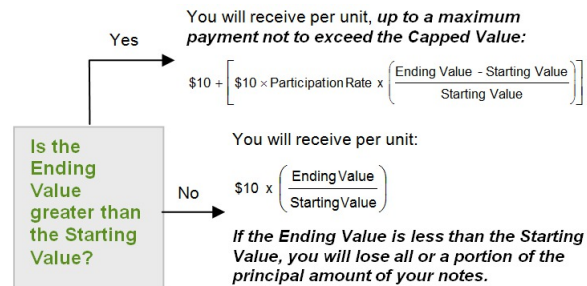 You will receive per unit, up to a maximum
payment not to exceed the Capped Value:
Yes
$10 + [ $10 × Participation Rate x ( Ending Value - Starting Value / Starting Value ) ]
Is the
Ending
Value
greater than
the Starting
Value?
You will receive per unit:
No
$10 x ( Ending Value / Starting Value )
If the Ending Value is less than the Starting
Value, you will lose all or a portion of the
principal amount of your notes.